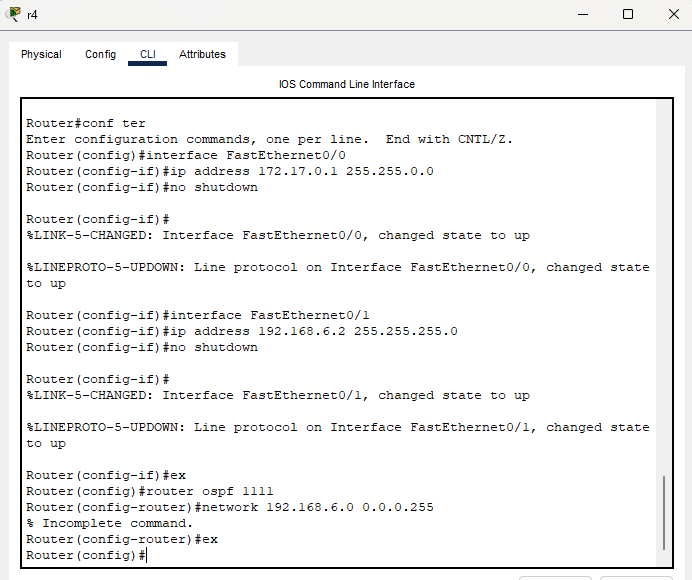 r4
Physical Config CLI Attributes
IOS Command Line Interface
Router#conf ter
Enter configuration commands, one per line.  End with CNTL/Z.
Router(config)#interface FastEthernet0/0
Router(config-if)#ip address 172.17.0.1 255.255.0.0
Router(config-if)#no shutdown
Router(config-if)#
%LINK-5-CHANGED: Interface FastEthernet0/0, changed state to up
%LINEPROTO-5-UPDOWN: Line protocol on Interface FastEthernet0/0, changed state
to up
Router(config-if)#interface FastEthernet0/1
Router(config-if)#ip address 192.168.6.2 255.255.255.0
Router(config-if)#no shutdown
Router(config-if)#
%LINK-5-CHANGED: Interface FastEthernet0/1, changed state to up
%LINEPROTO-5-UPDOWN: Line protocol on Interface FastEthernet0/1, changed state
to up
Router(config-if)#ex
Router(config)#router ospf 1111
Router(config-router)#network 192.168.6.0 0.0.0.255
% Incomplete command.
Router(config-router)#ex
Router(config)#